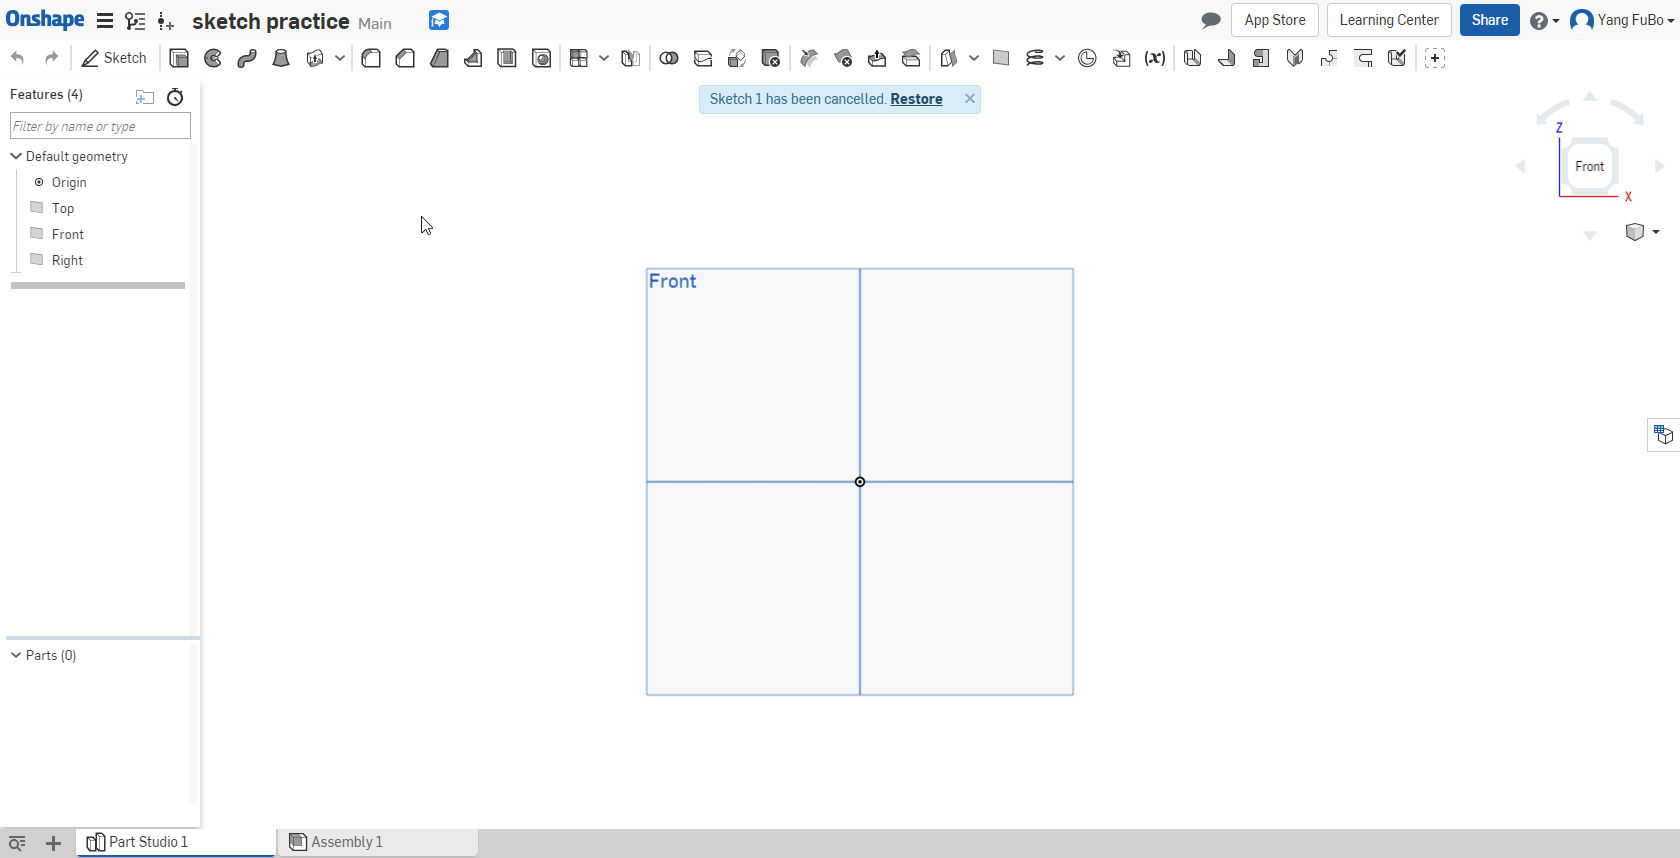 Onshape
sketch practice Main
App Store
Learning Center
Share
Yang FuBo
Sketch
(x)
Features (4)
Filter by name or type
Default geometry
Origin
Top
Front
Right
Sketch 1 has been cancelled. Restore
Z
Front
X
Front
Parts (0)
Part Studio 1
Assembly 1